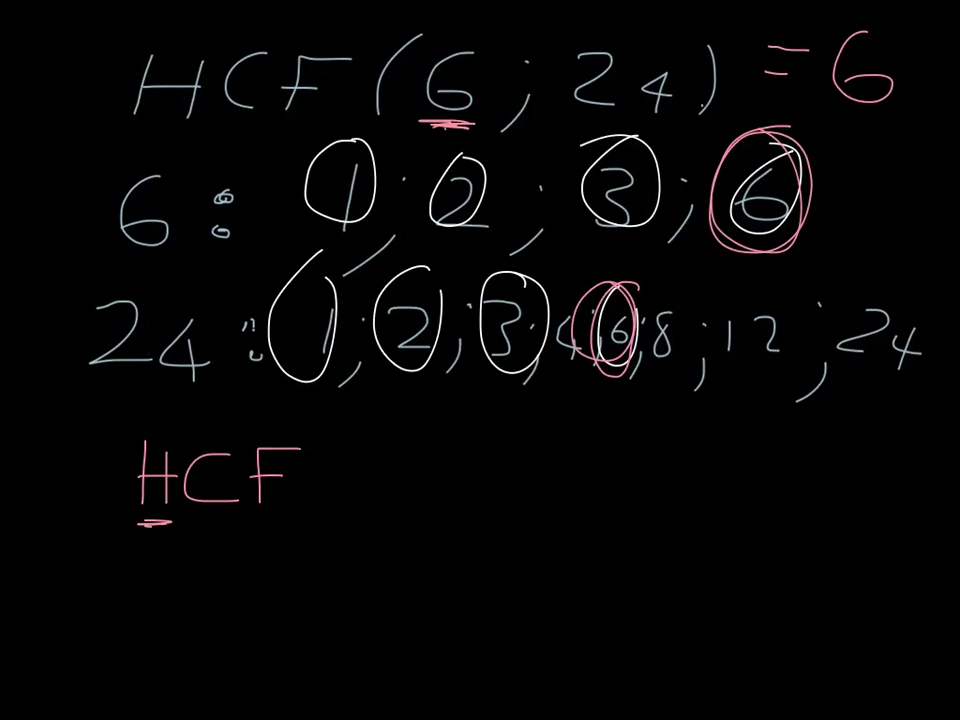 HCF(6 ; 24) = 6
6 : 1 ; 2 ; 3 ; 6
24 : 1 ; 2 ; 3 ; 4 ; 6 ; 8 ; 12 ; 24
HCF